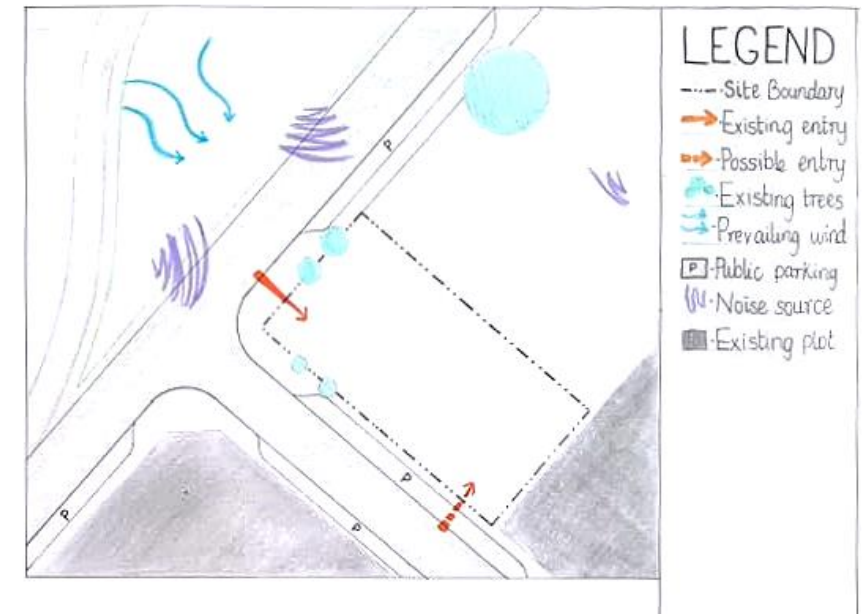 LEGEND
Site Boundary
Existing entry
Possible entry
Existing trees
Prevailing wind
P Public parking
Noise source
Existing plot
P
P
P
P